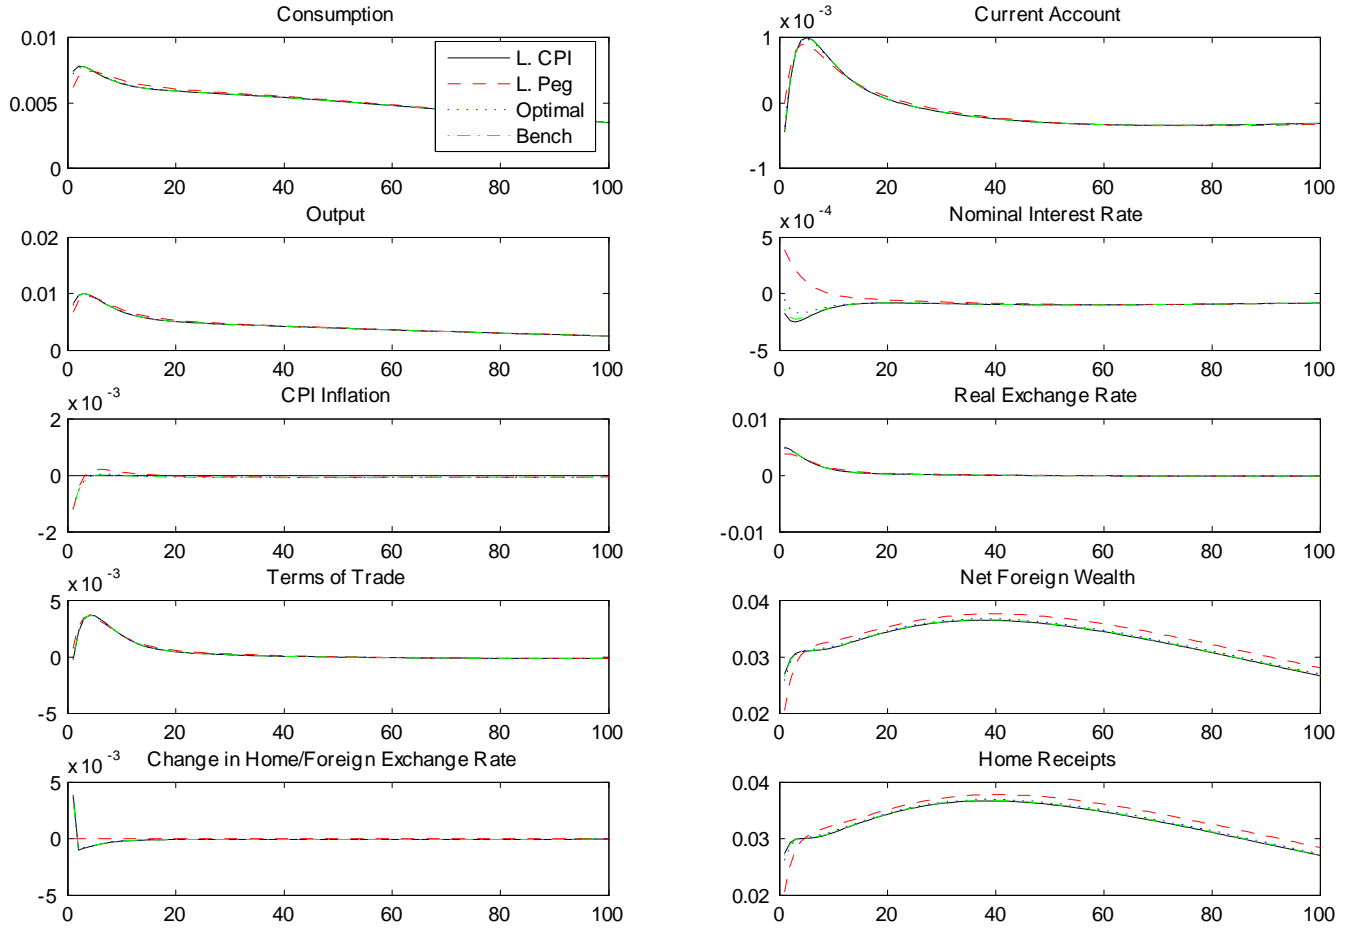 Consumption
0.01
0.005
0
0 20 40 60 80 100
L. CPI
L. Peg
Optimal
Bench
Current Account
x 10 -3
1
0
-1
0 20 40 60 80 100
Output
0.02
0.01
0
0 20 40 60 80 100
Nominal Interest Rate
x 10 -4
5
0
-5
0 20 40 60 80 100
CPI Inflation
x 10 -3
2
0
-2
0 20 40 60 80 100
Real Exchange Rate
0.01
0
-0.01
0 20 40 60 80 100
Terms of Trade
x 10 -3
5
0
-5
0 20 40 60 80 100
Net Foreign Wealth
0.04
0.03
0.02
0 20 40 60 80 100
Change in Home/Foreign Exchange Rate
x 10 -3
5
0
-5
0 20 40 60 80 100
Home Receipts
0.04
0.03
0.02
0 20 40 60 80 100